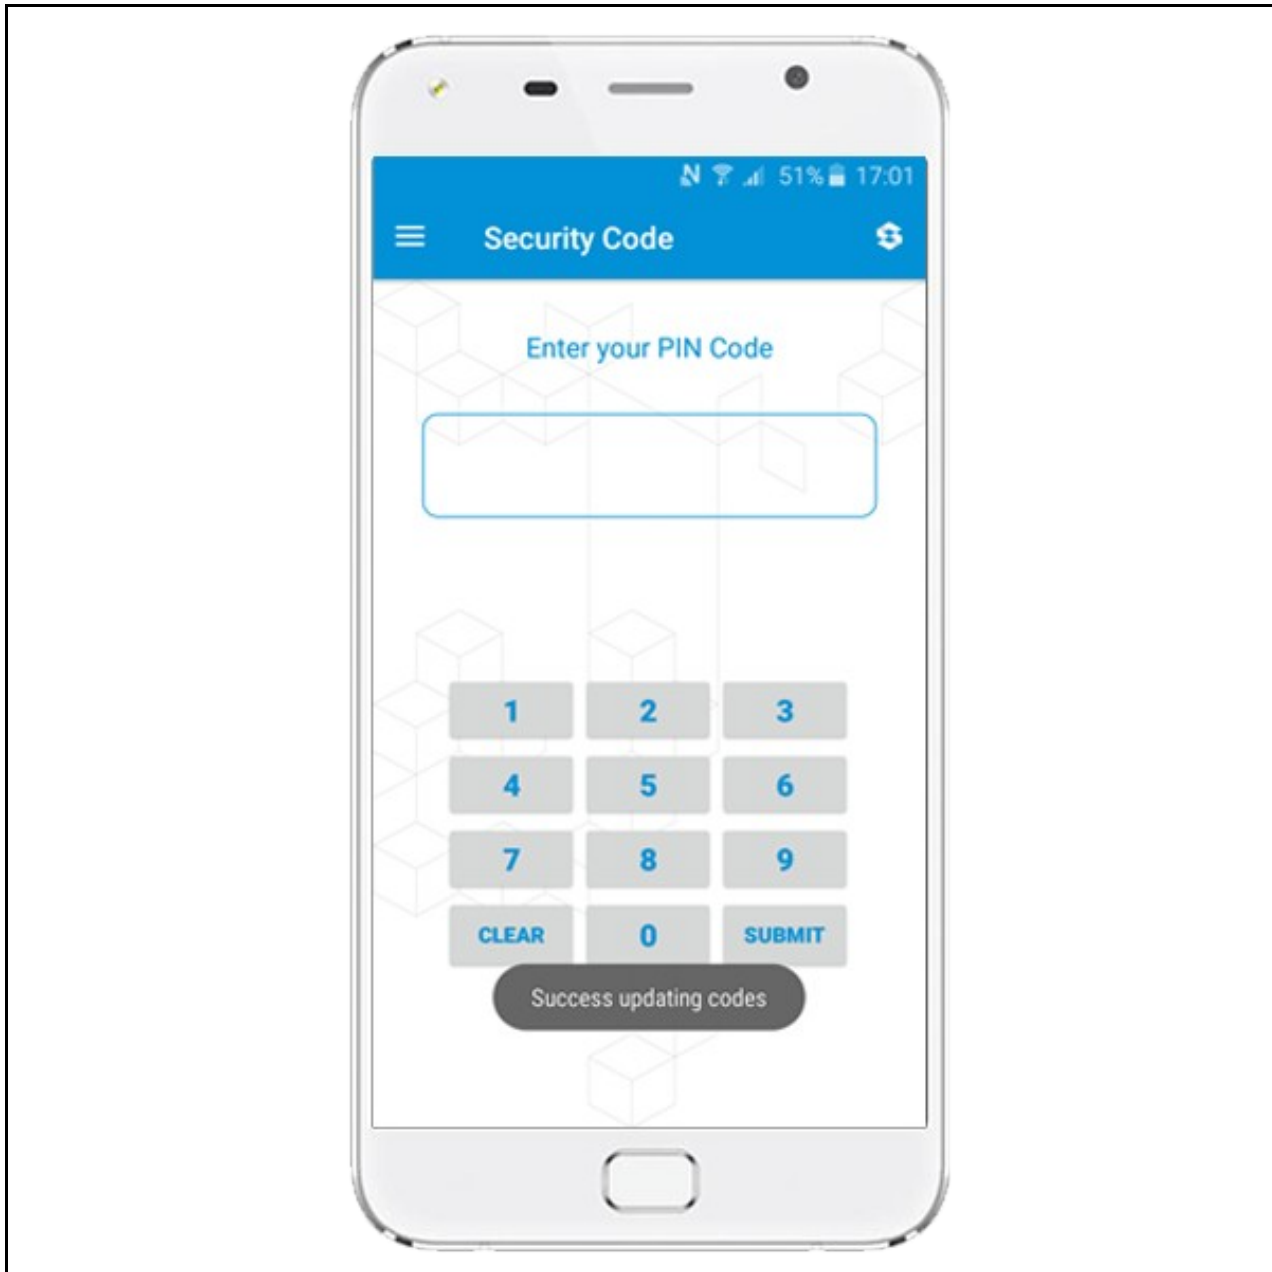 51% 17:01
Security Code
Enter your PIN Code
1 2 3
4 5 6
7 8 9
CLEAR 0 SUBMIT
Success updating codes